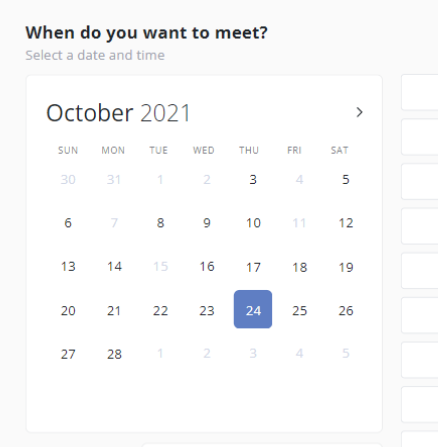 When do you want to meet?
Select a date and time
October 2021
SUN MON TUE WED THU FRI SAT
30 31 1 2 3 4 5
6 7 8 9 10 11 12
13 14 15 16 17 18 19
20 21 22 23 24 25 26
27 28 1 2 3 4 5